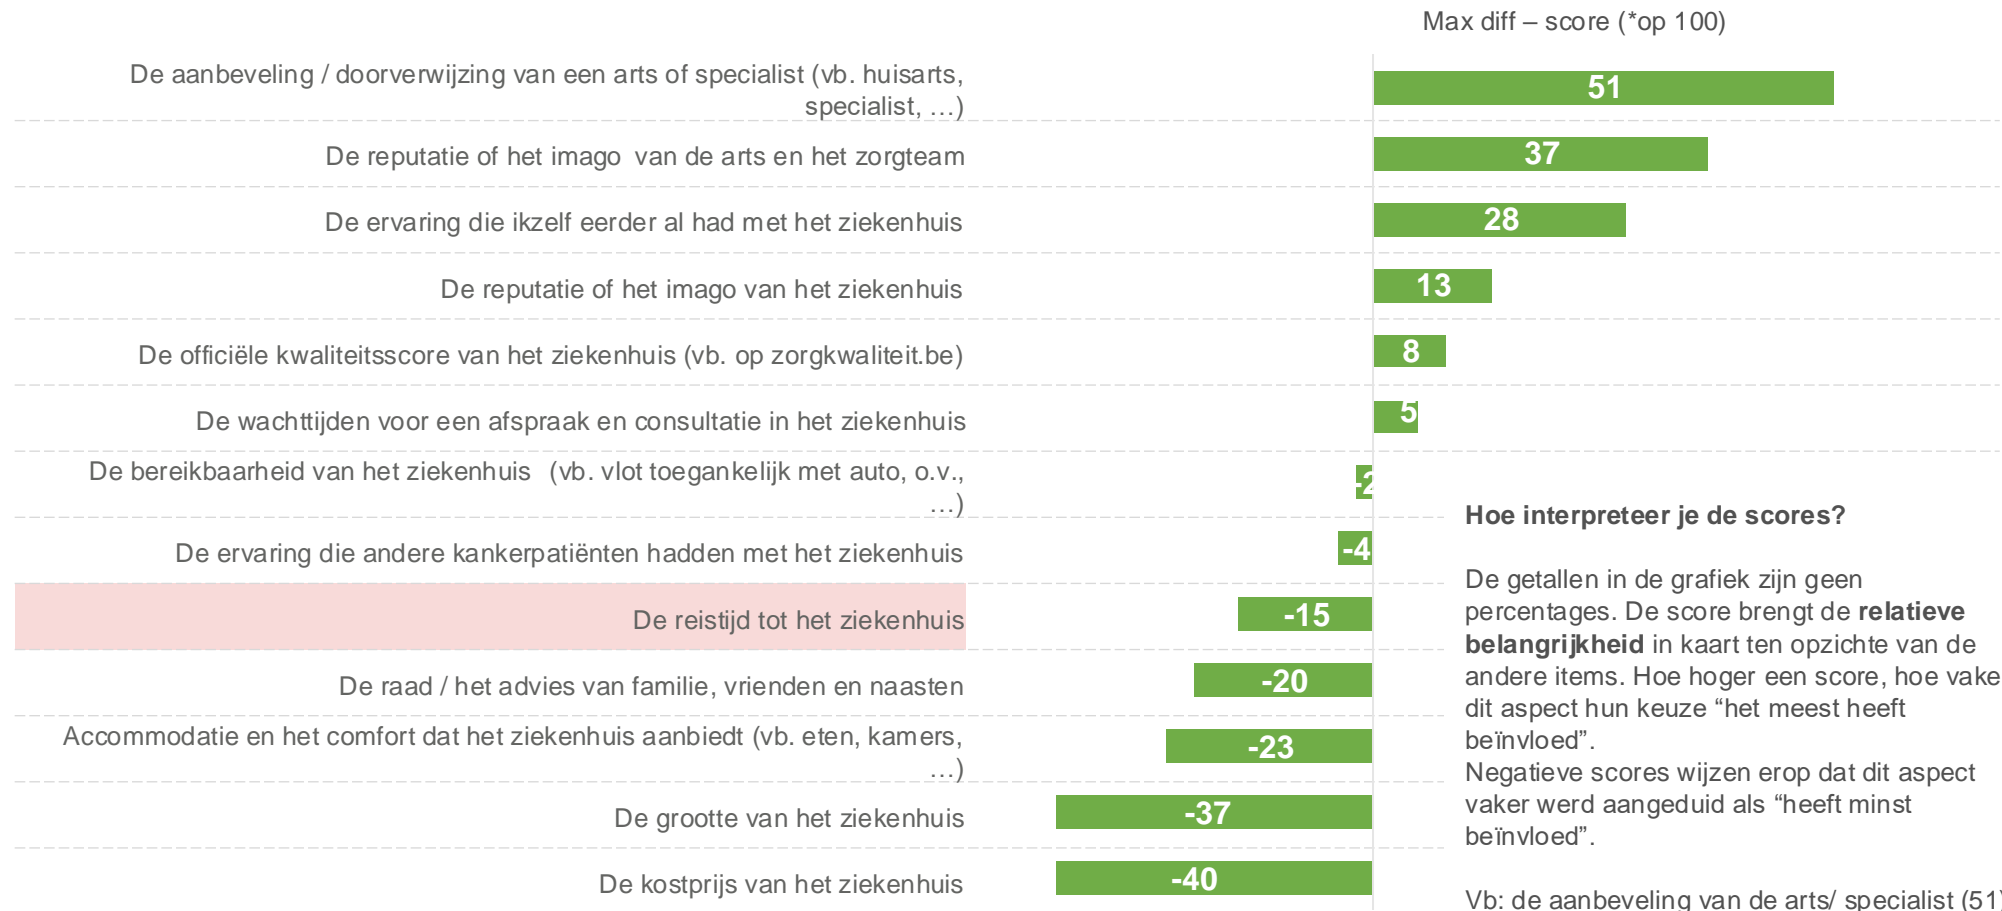 Max diff – score (*op 100)
De aanbeveling / doorverwijzing van een arts of specialist (vb. huisarts,
specialist, …)
51
De reputatie of het imago van de arts en het zorgteam
37
De ervaring die ikzelf eerder al had met het ziekenhuis
28
De reputatie of het imago van het ziekenhuis
13
De officiële kwaliteitsscore van het ziekenhuis (vb. op zorgkwaliteit.be)
8
De wachttijden voor een afspraak en consultatie in het ziekenhuis
5
De bereikbaarheid van het ziekenhuis (vb. vlot toegankelijk met auto, o.v.,
…)
-2
De ervaring die andere kankerpatiënten hadden met het ziekenhuis
-4
De reistijd tot het ziekenhuis
-15
De raad / het advies van familie, vrienden en naasten
-20
Accommodatie en het comfort dat het ziekenhuis aanbiedt (vb. eten, kamers,
…)
-23
De grootte van het ziekenhuis
-37
De kostprijs van het ziekenhuis
-40
Hoe interpreteer je de scores?
De getallen in de grafiek zijn geen
percentages. De score brengt de relatieve
belangrijkheid in kaart ten opzichte van de
andere items. Hoe hoger een score, hoe vake
dit aspect hun keuze “het meest heeft
beïnvloed”.
Negatieve scores wijzen erop dat dit aspect
vaker werd aangeduid als “heeft minst
beïnvloed”.
Vb: de aanbeveling van de arts/ specialist (51)